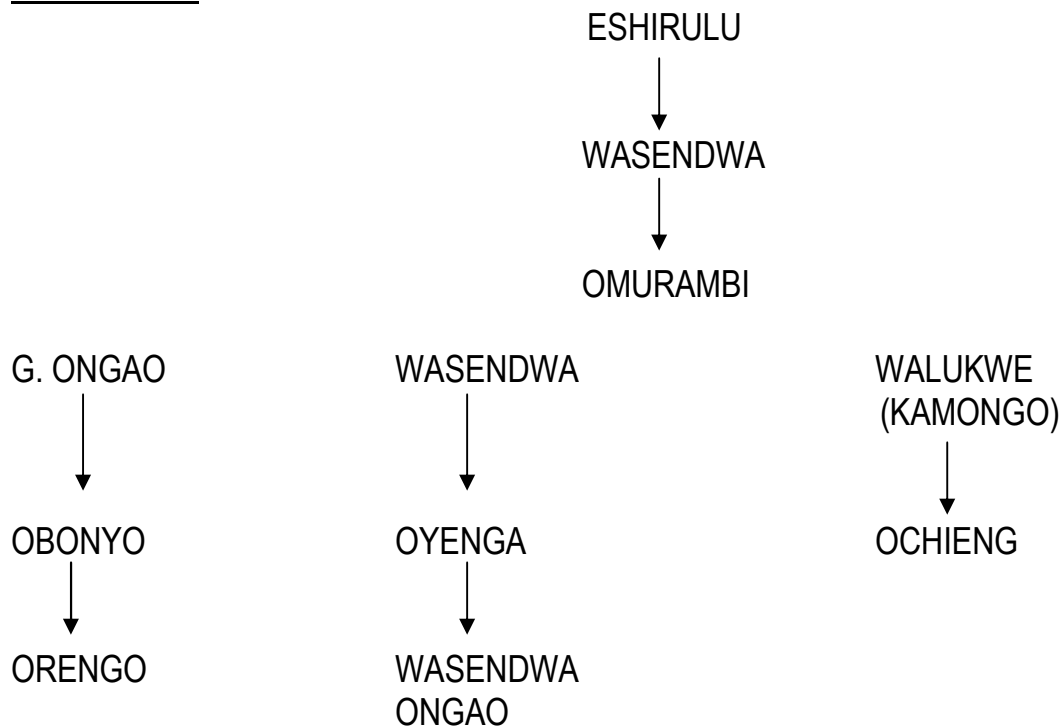 ESHIRULU
WASENDWA
OMURAMBI
G. ONGAO WASENDWA WALUKWE
(KAMONGO)
OBONYO OYENGA OCHIENG
ORENGO WASENDWA
ONGAO